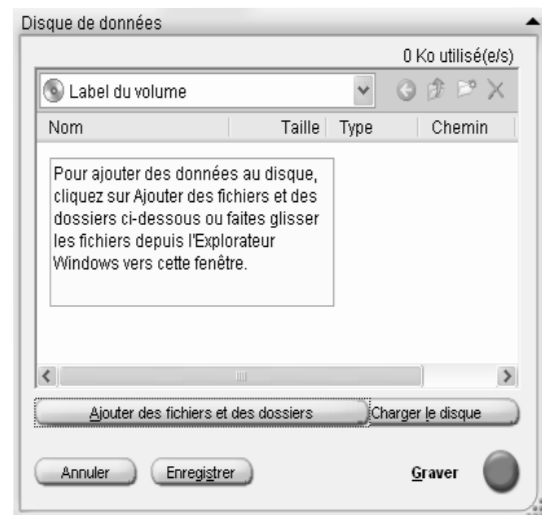 Disque de données
0 Ko utilisé(e/s)
Label du volume
Nom Taille Type Chemin
Pour ajouter des données au disque,
cliquez sur Ajouter des fichiers et des
dossiers ci-dessous ou faites glisser
les fichiers depuis l'Explorateur
Windows vers cette fenêtre.
Ajouter des fichiers et des dossiers Charger le disque
Annuler Enregistrer Graver